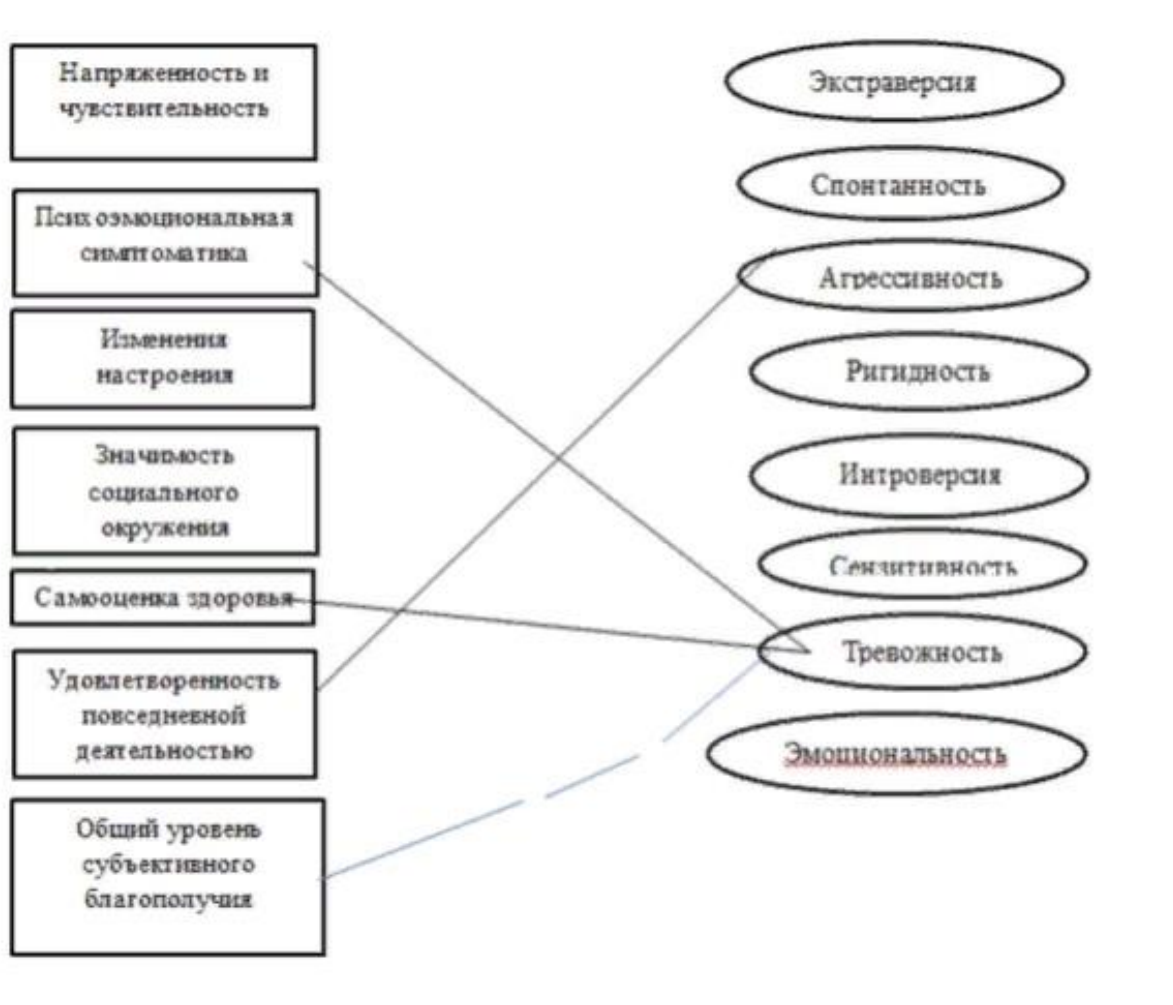 Напряженность и
чувствительность
Психоэмоциональная
симптоматика
Изменения
настроения
Значимость
социального
окружения
Самооценка здоровья
Удовлетворенность
повседневной
деятельностью
Общий уровень
субъективного
благополучия
Экстраверсия
Спонтанность
Агрессивность
Ригидность
Интроверсия
Сензитивность
Тревожность
Эмоциональность